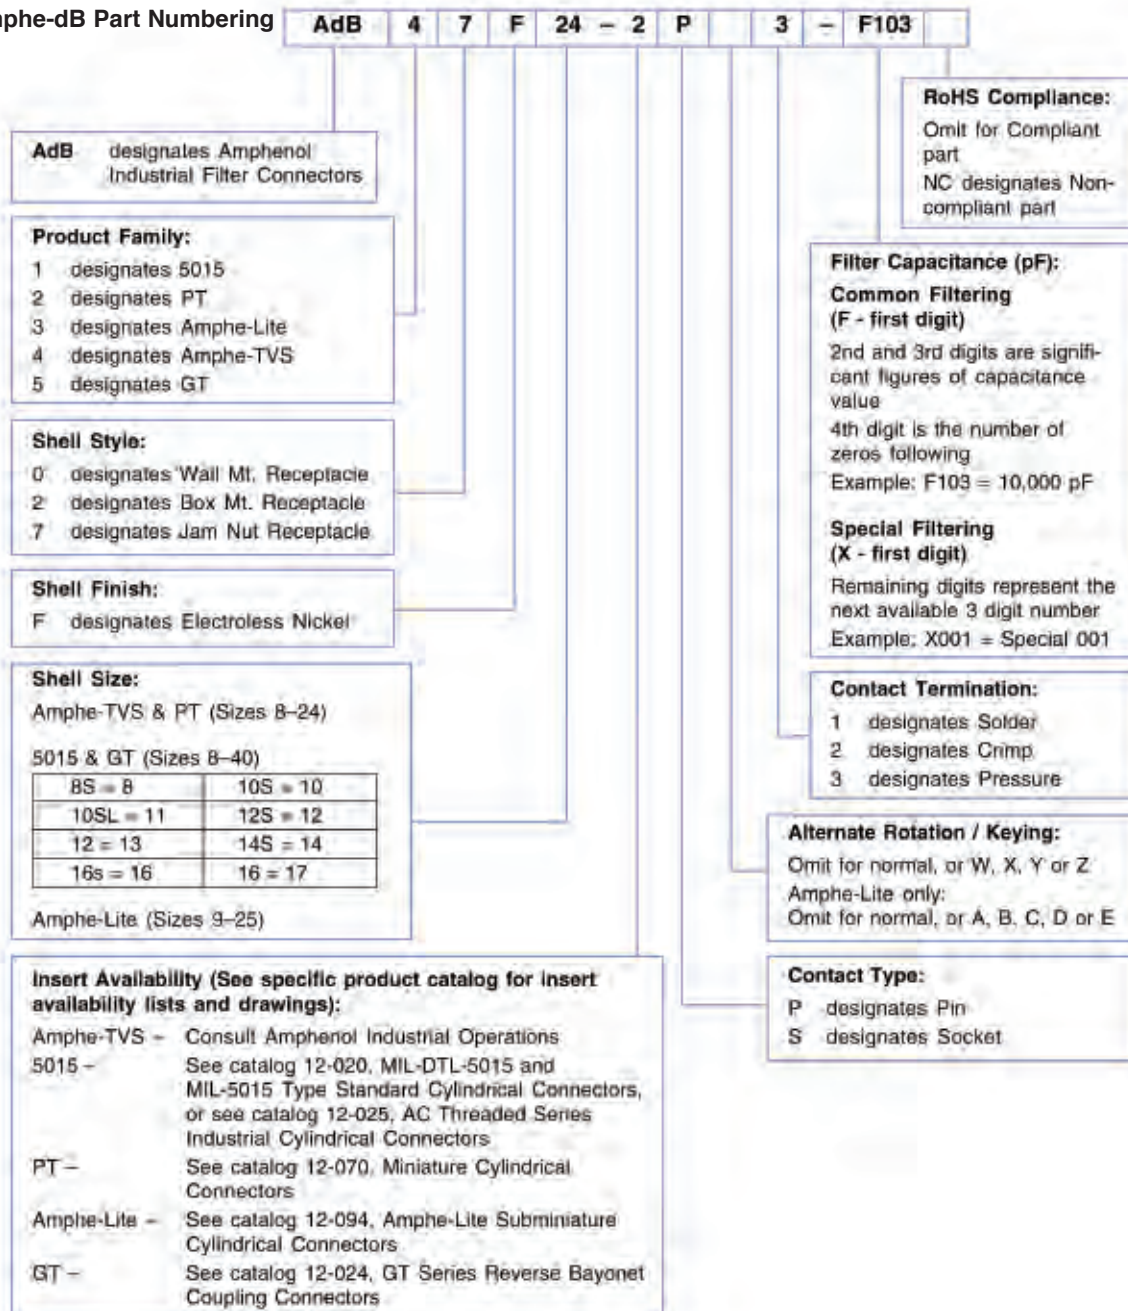 Amphe-dB Part Numbering
AdB 4 7 F 24 – 2 P 3 – F103
RoHS Compliance:
Omit for Compliant
part
NC designates Non-
compliant part
AdB designates Amphenol
Industrial Filter Connectors
Product Family:
1 designates 5015
2 designates PT
3 designates Amphe-Lite
4 designates Amphe-TVS
5 designates GT
Filter Capacitance (pF):
Common Filtering
(F - first digit)
2nd and 3rd digits are signifi-
cant figures of capacitance
value
4th digit is the number of
zeros following
Example: F103 = 10,000 pF
Special Filtering
(X - first digit)
Remaining digits represent the
next available 3 digit number
Example: X001 = Special 001
Shell Style:
0 designates Wall Mt. Receptacle
2 designates Box Mt. Receptacle
7 designates Jam Nut Receptacle
Shell Finish:
F designates Electroless Nickel
Shell Size:
Amphe-TVS & PT (Sizes 8–24)
5015 & GT (Sizes 8–40)
8S = 8 10S = 10
10SL = 11 12S = 12
12 = 13 14S = 14
16s = 16 16 = 17
Amphe-Lite (Sizes 9–25)
Contact Termination:
1 designates Solder
2 designates Crimp
3 designates Pressure
Alternate Rotation / Keying:
Omit for normal, or W, X, Y or Z
Amphe-Lite only:
Omit for normal, or A, B, C, D or E
Contact Type:
P designates Pin
S designates Socket
Insert Availability (See specific product catalog for insert
availability lists and drawings):
Amphe-TVS – Consult Amphenol Industrial Operations
5015 – See catalog 12-020, MIL-DTL-5015 and
MIL-5015 Type Standard Cylindrical Connectors,
or see catalog 12-025, AC Threaded Series
Industrial Cylindrical Connectors
PT – See catalog 12-070, Miniature Cylindrical
Connectors
Amphe-Lite – See catalog 12-094, Amphe-Lite Subminiature
Cylindrical Connectors
GT – See catalog 12-024, GT Series Reverse Bayonet
Coupling Connectors